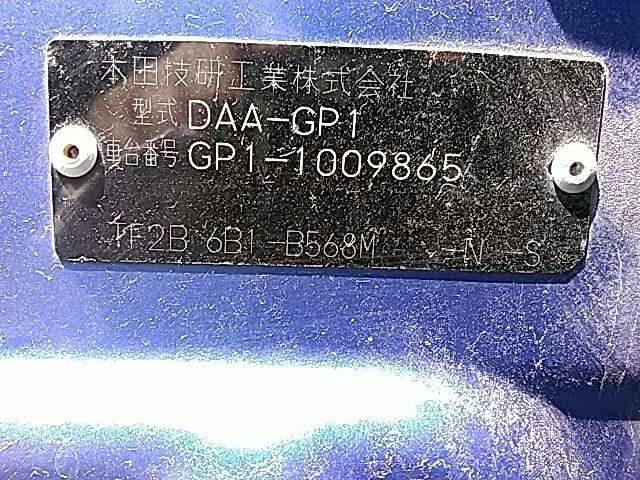 本田技研工業株式会社
型式 DAA-GP1
車台番号 GP1-1009865
TF2B 6B1 -B568M - -N -S